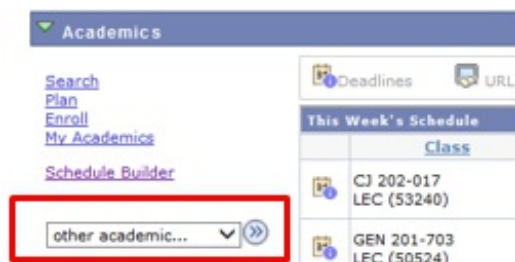 Academics
Search
Plan
Enroll
My Academics
Schedule Builder
other academic...
Deadlines URL
This Week's Schedule
Class
CJ 202-017
LEC (53240)
GEN 201-703
LEC (50524)